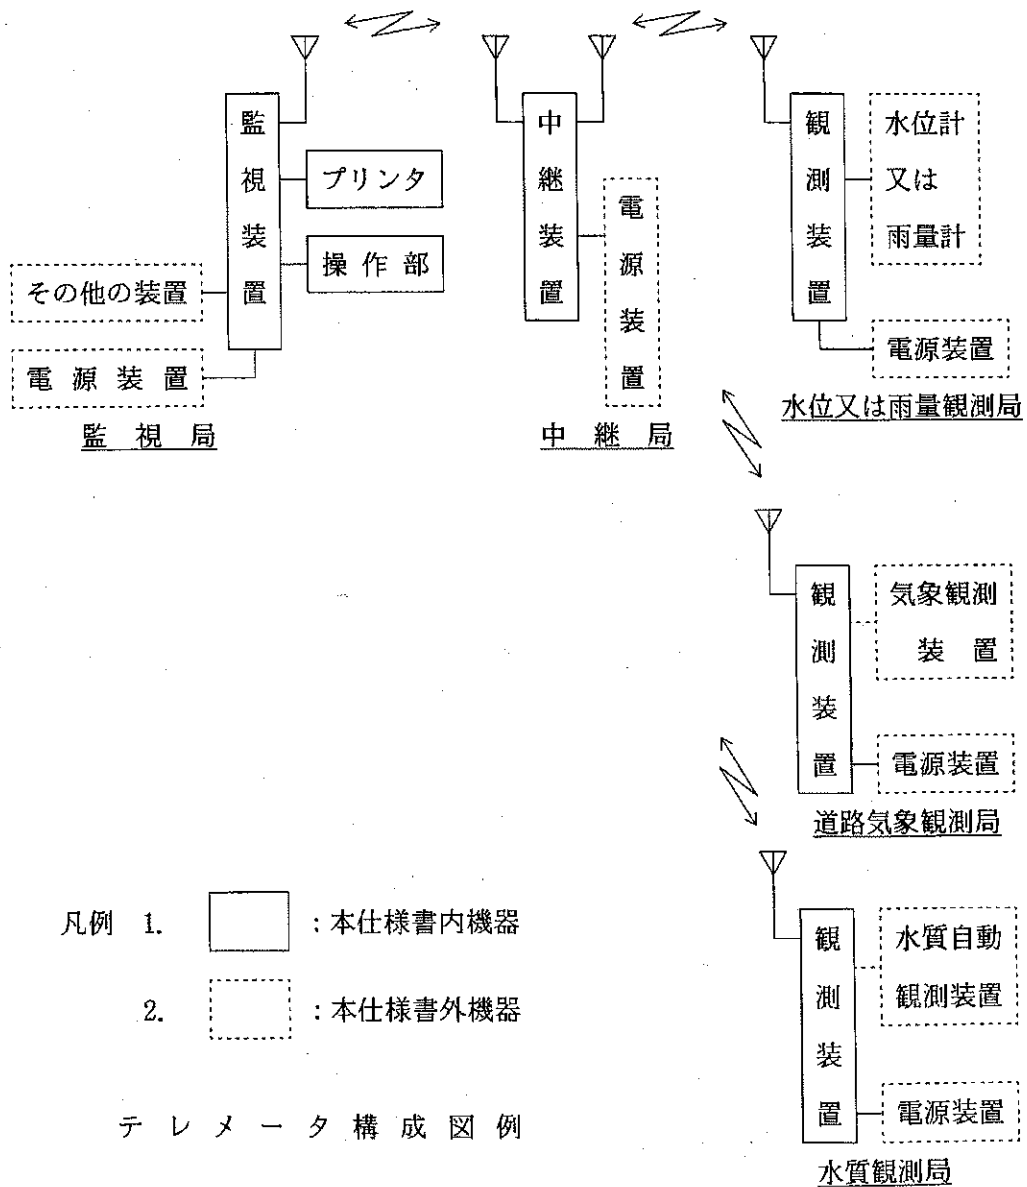 監視装置
プリンタ
操作部
その他の装置
電源装置
監視局
中継装置
電源装置
中継局
観測装置
水位計
又は
雨量計
電源装置
水位又は雨量観測局
観測装置
気象観測
装置
電源装置
道路気象観測局
観測装置
水質自動
観測装置
電源装置
水質観測局
凡例 1. :本仕様書内機器
2. :本仕様書外機器
テレメータ構成図例